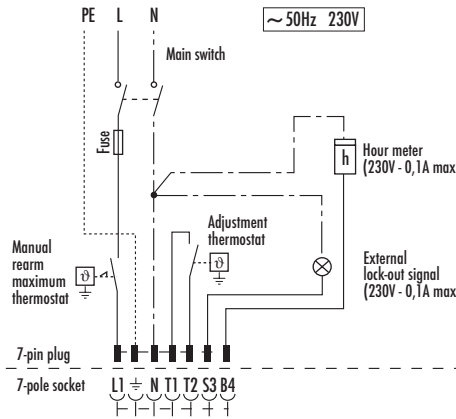 PE L N
~ 50Hz 230V
Main switch
Fuse
h
Hour meter
(230V - 0,1A max
Adjustment
thermostat
Manual
rearm
maximum
thermostat
ϑ
ϑ
External
lock-out signal
(230V - 0,1A max
7-pin plug
7-pole socket
L1 ⏚ N T1 T2 S3 B4